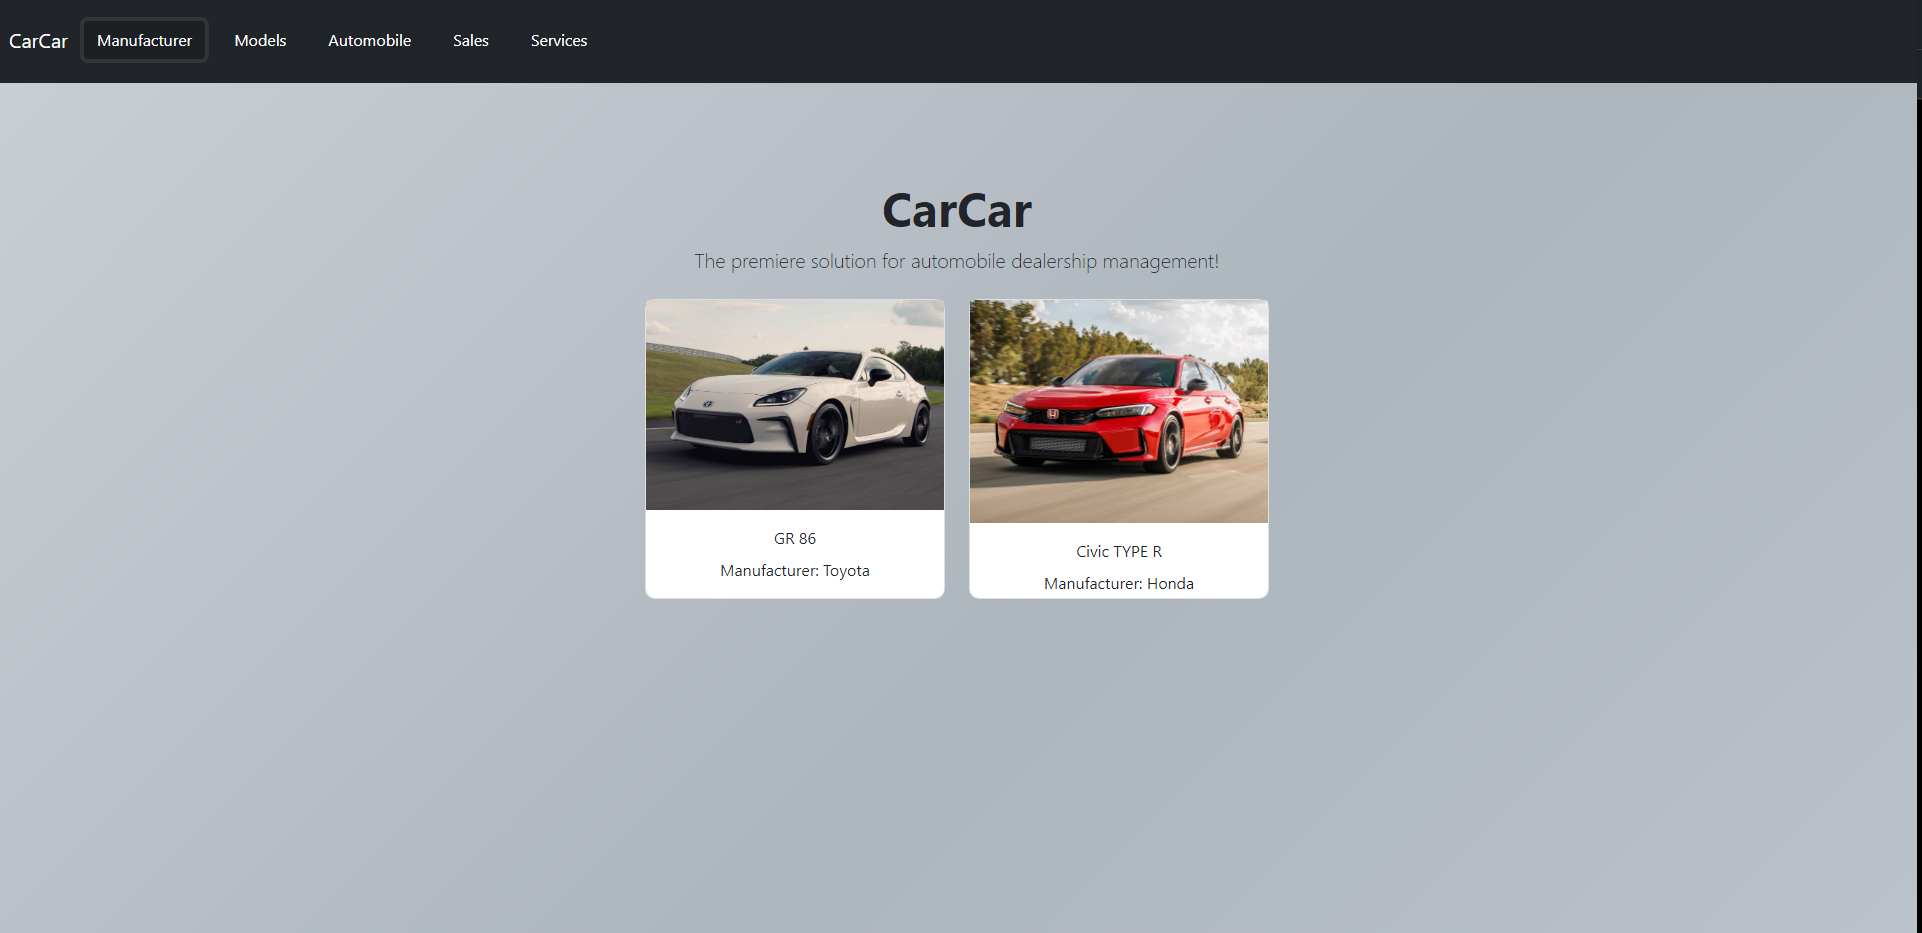 CarCar Manufacturer Models Automobile Sales Services
CarCar
The premiere solution for automobile dealership management!
GR 86
Manufacturer: Toyota
Civic TYPE R
Manufacturer: Honda